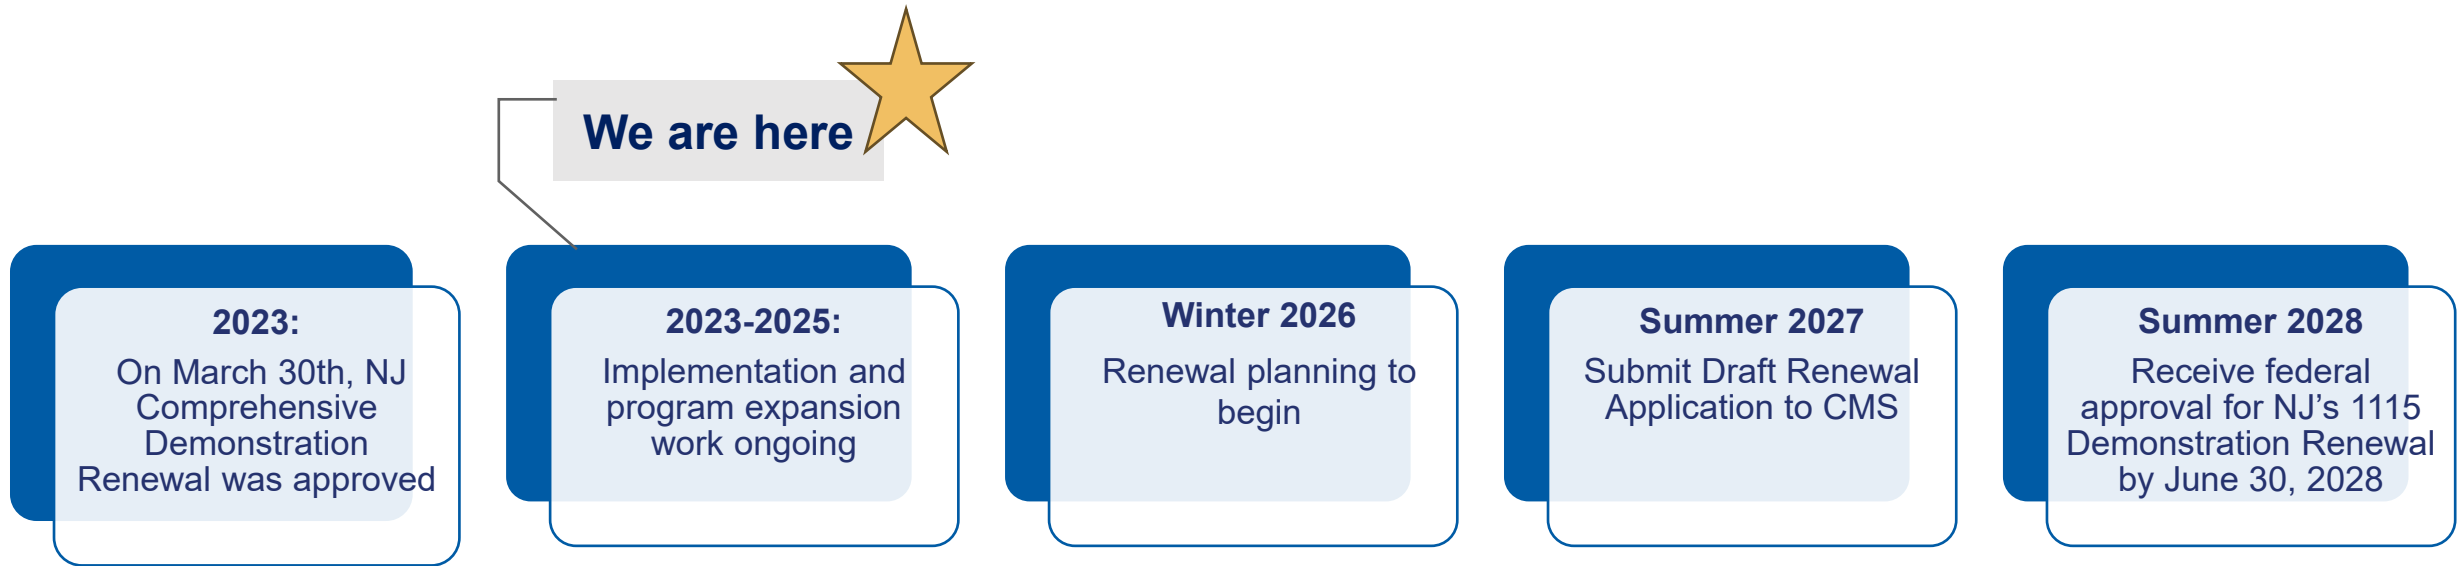 We are here
2023:
On March 30th, NJ
Comprehensive
Demonstration
Renewal was approved
2023-2025:
Implementation and
program expansion
work ongoing
Winter 2026
Renewal planning to
begin
Summer 2027
Submit Draft Renewal
Application to CMS
Summer 2028
Receive federal
approval for NJ’s 1115
Demonstration Renewal
by June 30, 2028